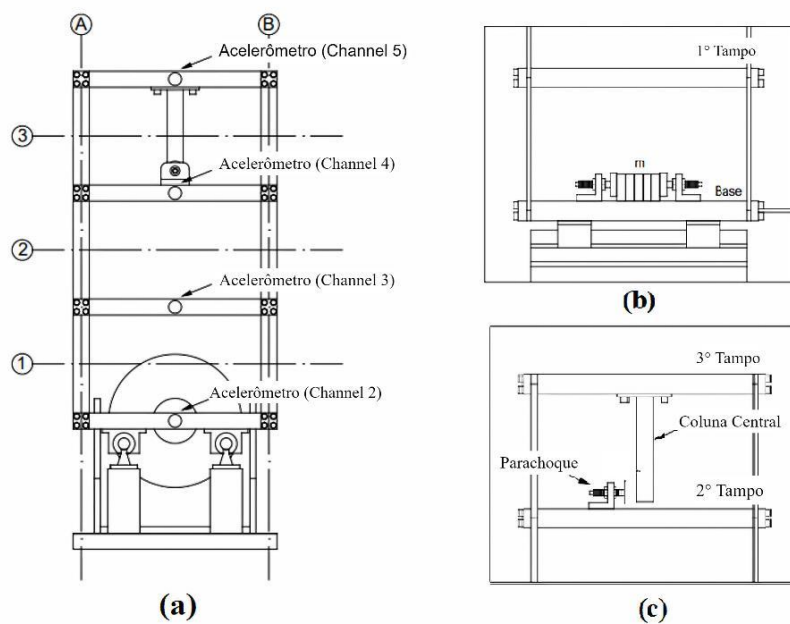 A
B
Acelerômetro (Channel 5)
3
Acelerômetro (Channel 4)
2
Acelerômetro (Channel 3)
1
Acelerômetro (Channel 2)
(a)
1° Tampo
m
Base
(b)
3° Tampo
Coluna Central
Parachoque
2° Tampo
(c)